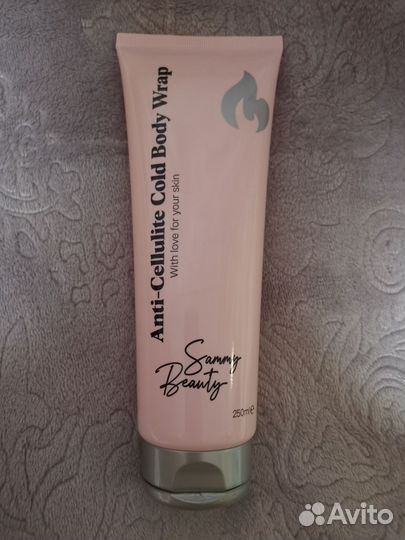 Anti-Cellulite Cold Body Wrap
With love for your skin
Sammy
Beauty
250ml℮
Avito